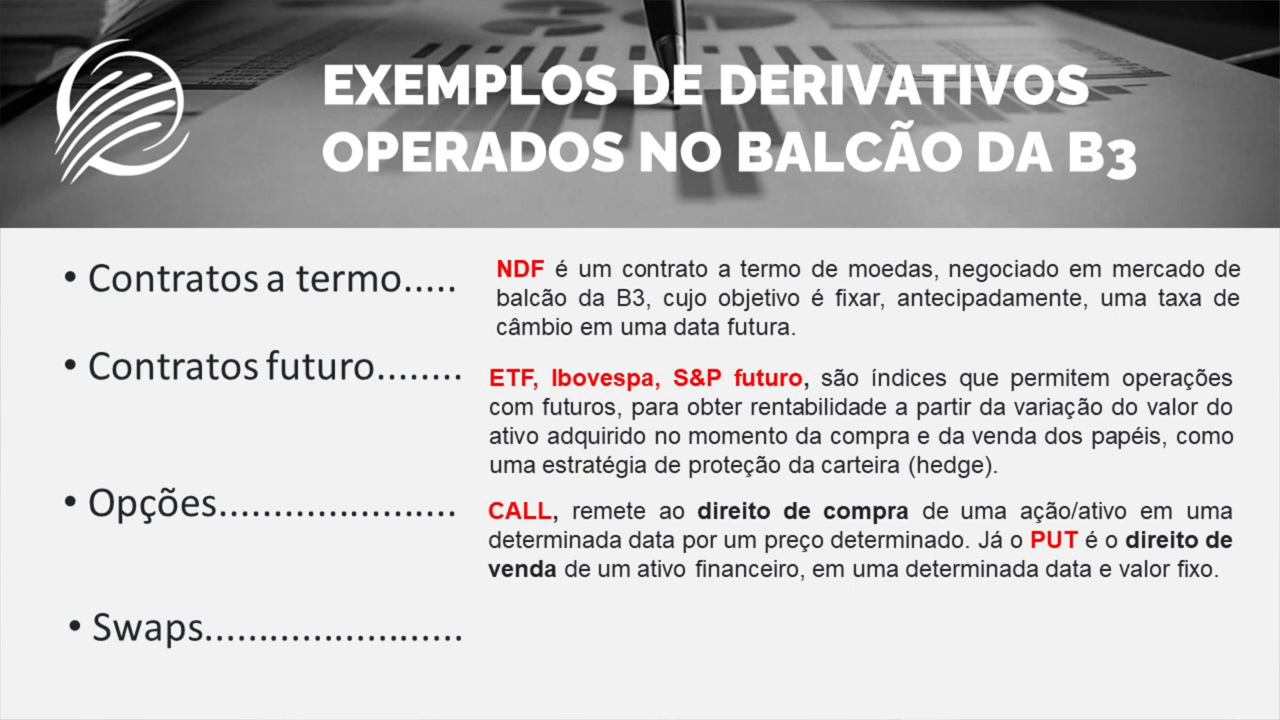 EXEMPLOS DE DERIVATIVOS
OPERADOS NO BALCÃO DA B3
• Contratos a termo.....
NDF é um contrato a termo de moedas, negociado em mercado de
balcão da B3, cujo objetivo é fixar, antecipadamente, uma taxa de
câmbio em uma data futura.
• Contratos futuro........
ETF, Ibovespa, S&P futuro, são índices que permitem operações
com futuros, para obter rentabilidade a partir da variação do valor do
ativo adquirido no momento da compra e da venda dos papéis, como
uma estratégia de proteção da carteira (hedge).
• Opções......................
CALL, remete ao direito de compra de uma ação/ativo em uma
determinada data por um preço determinado. Já o PUT é o direito de
venda de um ativo financeiro, em uma determinada data e valor fixo.
• Swaps........................